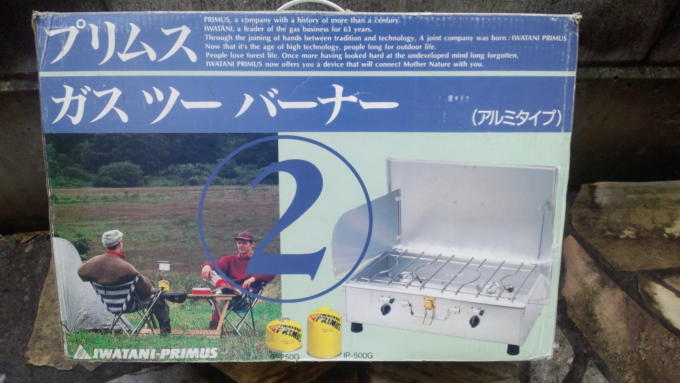 プリムス
PRIMUS, a company with a history of more than a century.
IWATANI, a leader of the gas business for 63 years.
Through the joining of hands between tradition and technology, A joint company was born : IWATANI PRIMUS
Now that it's the age of high technology, people long for outdoor life.
People love forest life. Once more having looked hard at the undeveloped mind long forgotten,
IWATANI PRIMUS now offers you a device that will connect Mother Nature with you.
ガス ツー バーナー
(アルミタイプ)
2
IWATANI PRIMUS
IWATANI-PRIMUS
IP-250G
IP-500G